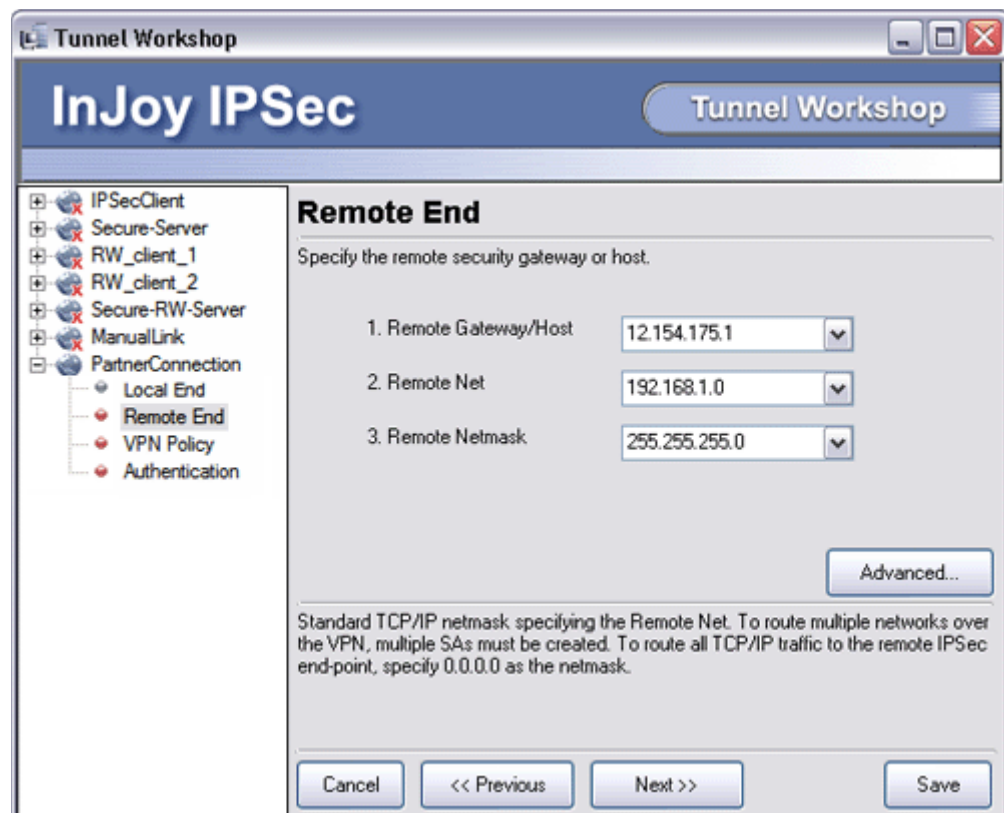 Tunnel Workshop
InJoy IPSec
Tunnel Workshop
IPSecClient
Secure-Server
RW_client_1
RW_client_2
Secure-RW-Server
ManualLink
PartnerConnection
Local End
Remote End
VPN Policy
Authentication
Remote End
Specify the remote security gateway or host.
1. Remote Gateway/Host 12.154.175.1
2. Remote Net 192.168.1.0
3. Remote Netmask 255.255.255.0
Advanced...
Standard TCP/IP netmask specifying the Remote Net. To route multiple networks over
the VPN, multiple SAs must be created. To route all TCP/IP traffic to the remote IPSec
end-point, specify 0.0.0.0 as the netmask.
Cancel << Previous Next >> Save